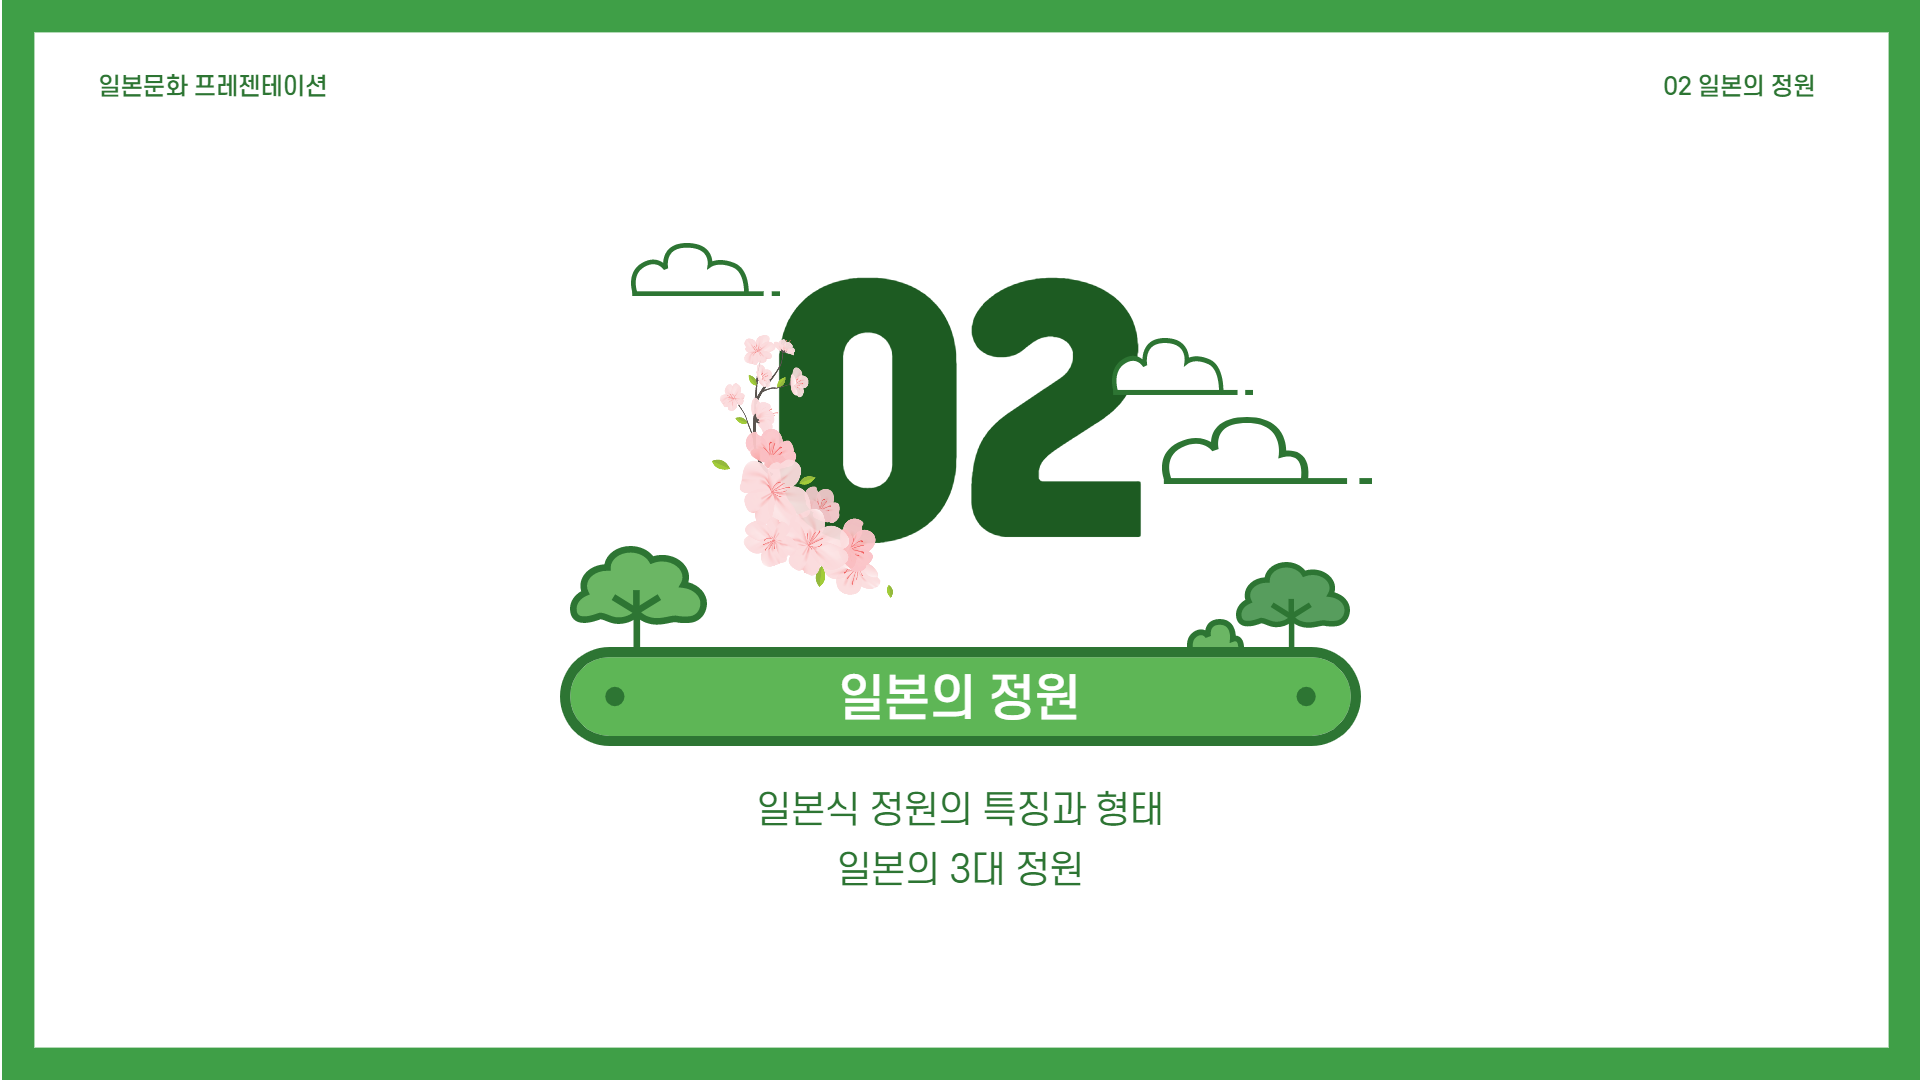 일본문화 프레젠테이션
02 일본의 정원
02
일본의 정원
일본식 정원의 특징과 형태
일본의 3대 정원